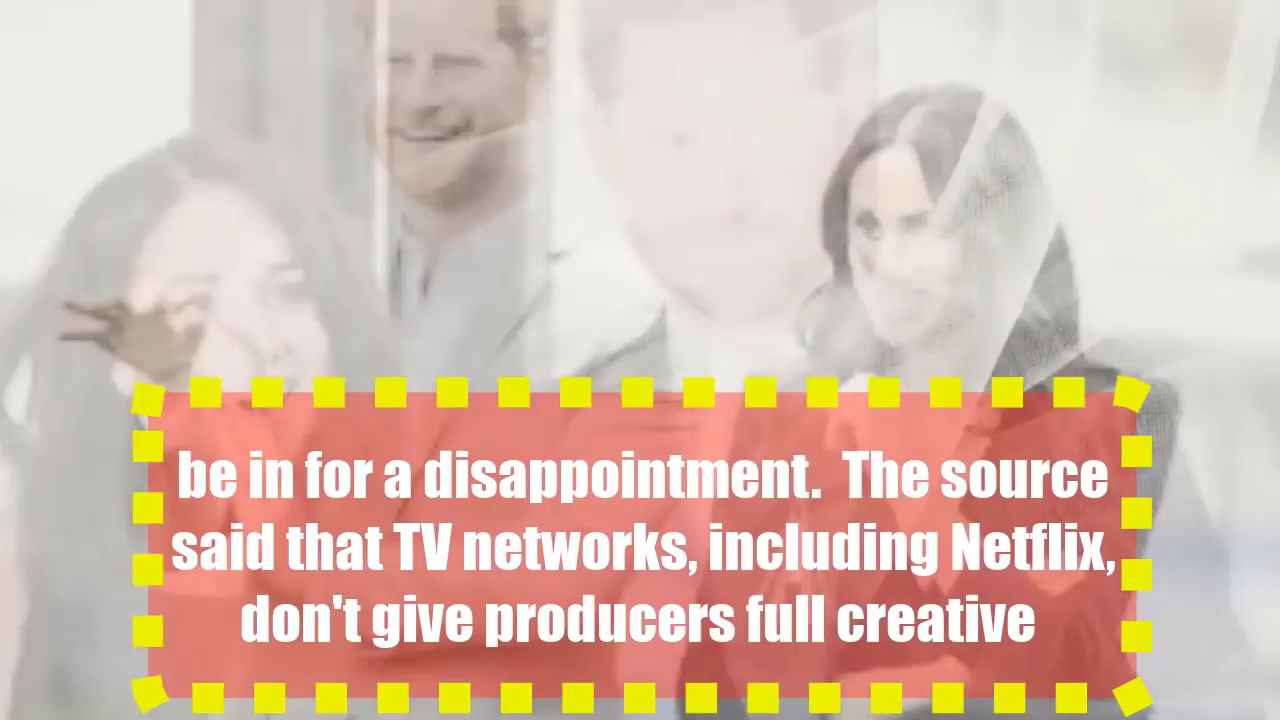 be in for a disappointment.  The source
said that TV networks, including Netflix,
don't give producers full creative